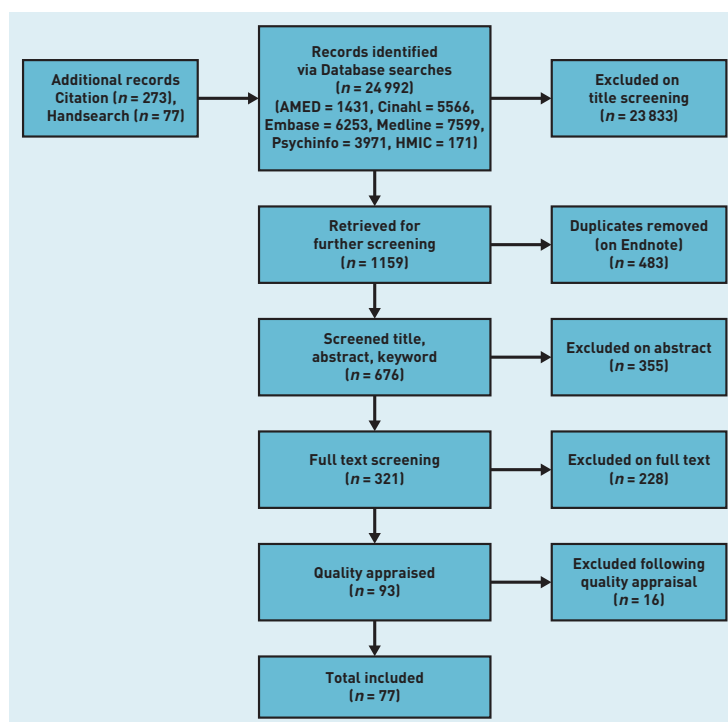 Additional records
Citation (n = 273),
Handsearch (n = 77)
Records identified
via Database searches
(n = 24 992)
(AMED = 1431, Cinahl = 5566,
Embase = 6253, Medline = 7599,
Psychinfo = 3971, HMIC = 171)
Excluded on
title screening
(n = 23 833)
Retrieved for
further screening
(n = 1159)
Duplicates removed
(on Endnote)
(n = 483)
Screened title,
abstract, keyword
(n = 676)
Excluded on abstract
(n = 355)
Full text screening
(n = 321)
Excluded on full text
(n = 228)
Quality appraised
(n = 93)
Excluded following
quality appraisal
(n = 16)
Total included
(n = 77)